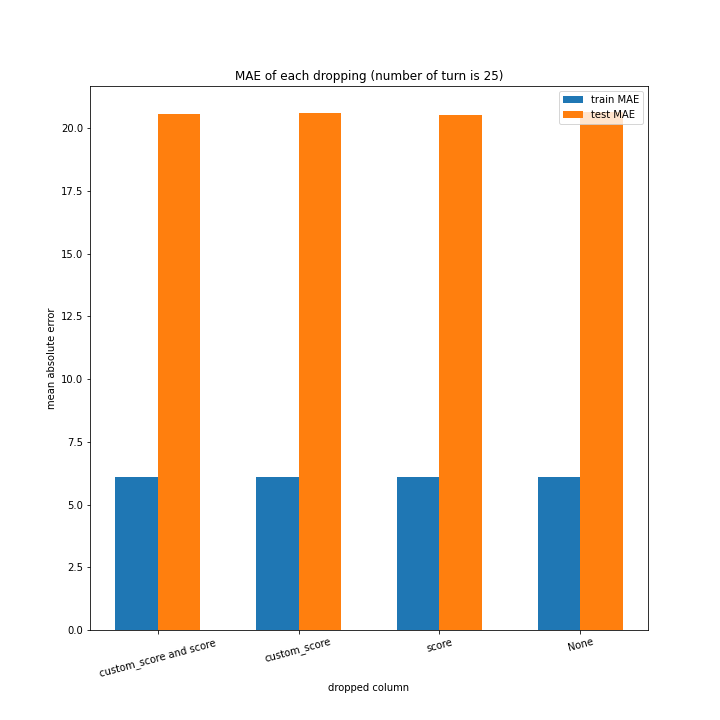 MAE of each dropping (number of turn is 25)
train MAE
test MAE
20.0
17.5
15.0
12.5
10.0
7.5
5.0
2.5
0.0
mean absolute error
custom_score and score
custom_score
score
None
dropped column